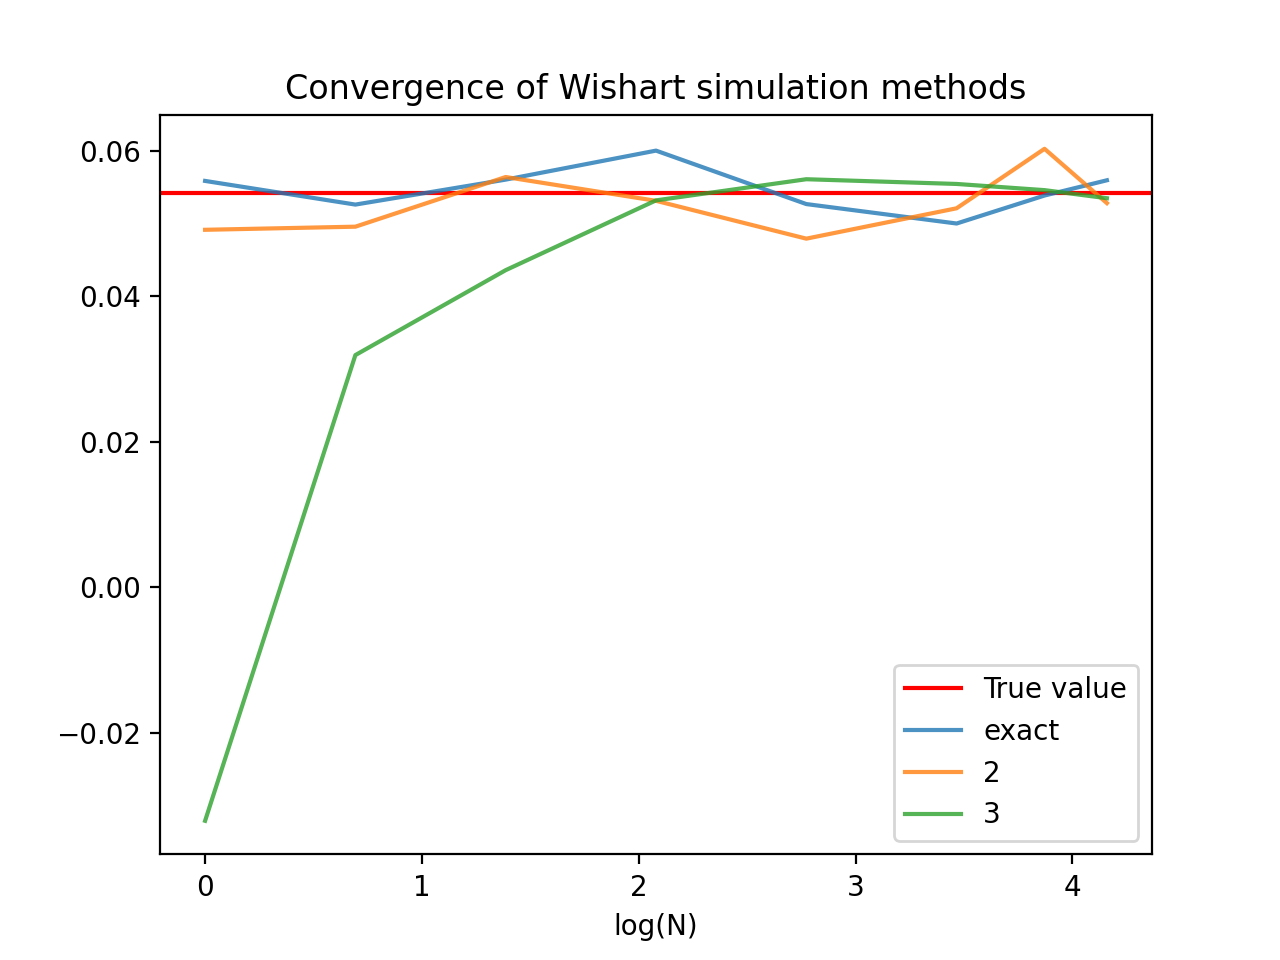 Convergence of Wishart simulation methods
0.06
0.04
0.02
0.00
−0.02
0 1 2 3 4
log(N)
True value
exact
2
3